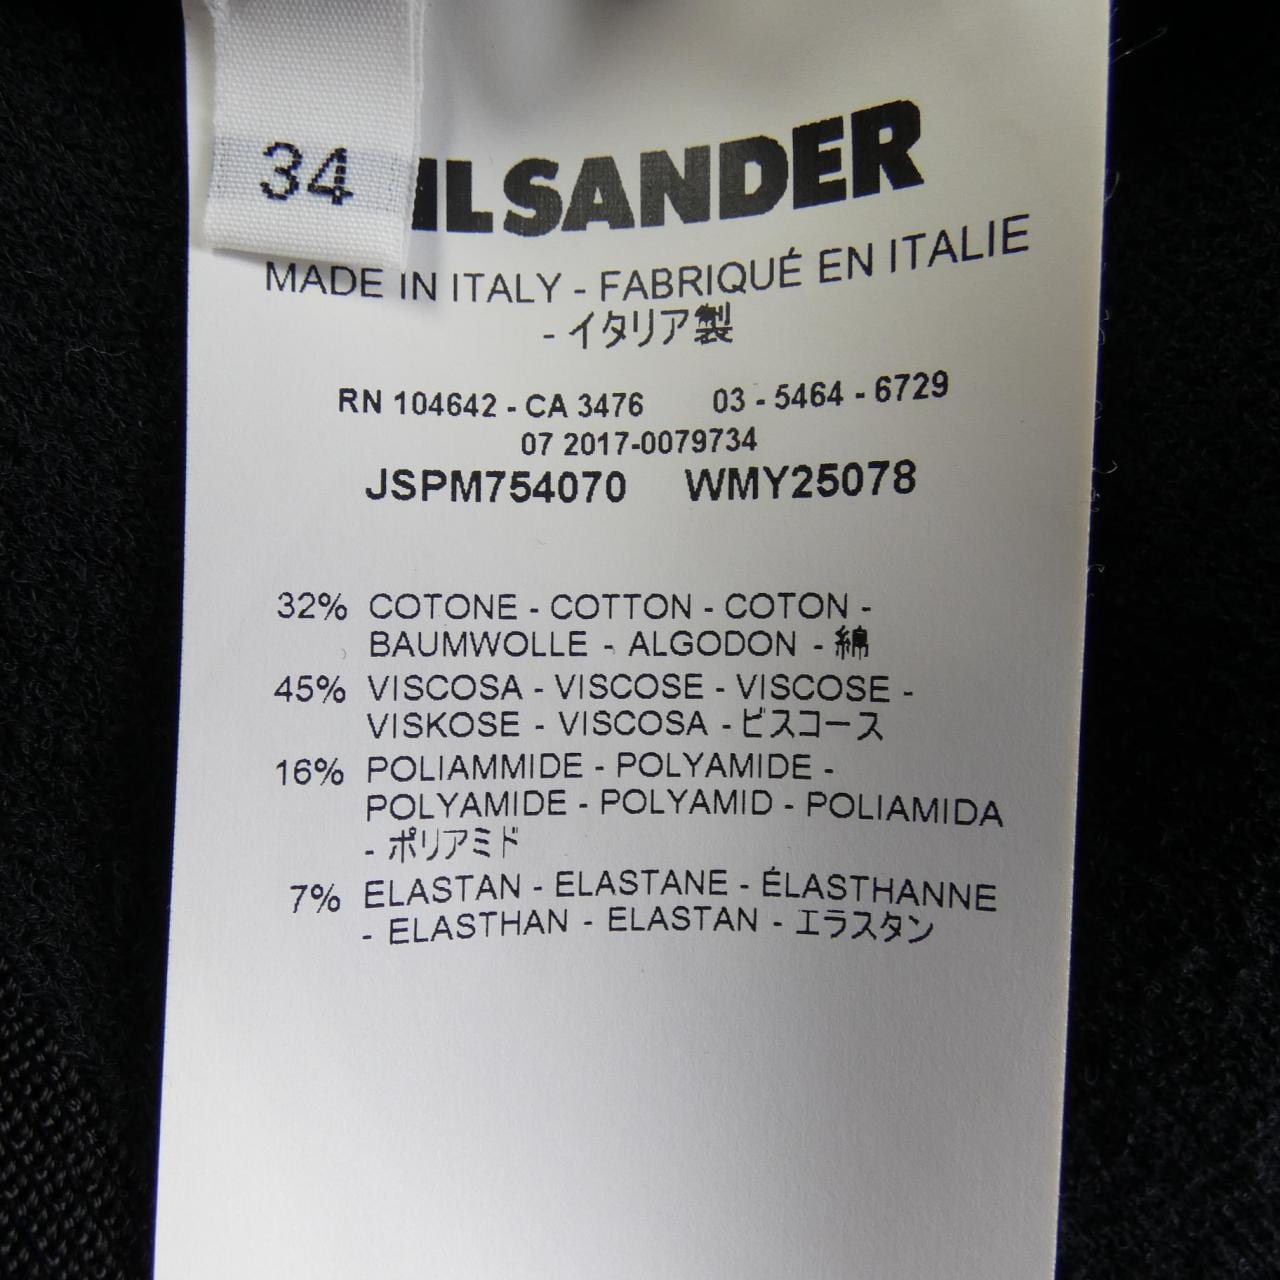 34
ILSANDER
MADE IN ITALY - FABRIQUÉ EN ITALIE
- イタリア製
RN 104642 - CA 3476 03 - 5464 - 6729
07 2017-0079734
JSPM754070 WMY25078
32% COTONE - COTTON - COTON -
BAUMWOLLE - ALGODON - 綿
45% VISCOSA - VISCOSE - VISCOSE -
VISKOSE - VISCOSA - ビスコース
16% POLIAMMIDE - POLYAMIDE -
POLYAMIDE - POLYAMID - POLIAMIDA
- ポリアミド
7% ELASTAN - ELASTANE - ÉLASTHANNE
- ELASTHAN - ELASTAN - エラスタン